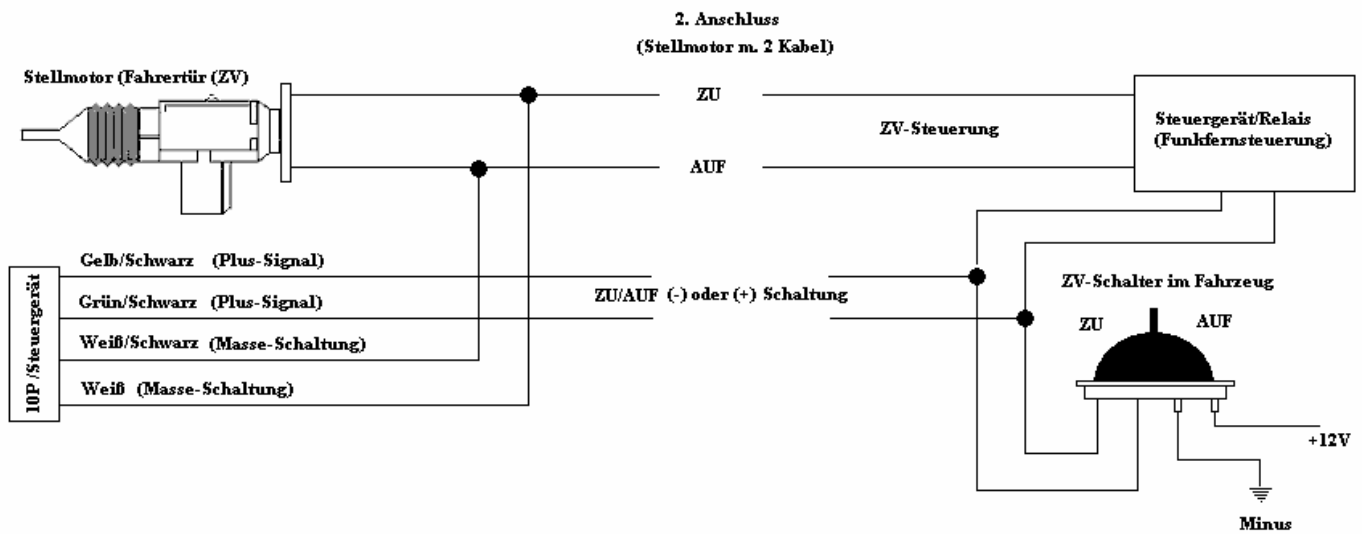 2. Anschluss
(Stellmotor m. 2 Kabel)
Stellmotor (Fahrertür (ZV)
ZU
ZV-Steuerung
AUF
Steuergerät/Relais
(Funkfernsteuerung)
10P /Steuergerät
Gelb/Schwarz (Plus-Signal)
Grün/Schwarz (Plus-Signal)
Weiß/Schwarz (Masse-Schaltung)
Weiß (Masse-Schaltung)
ZU/AUF (-) oder (+) Schaltung
ZV-Schalter im Fahrzeug
ZU
AUF
+12V
Minus